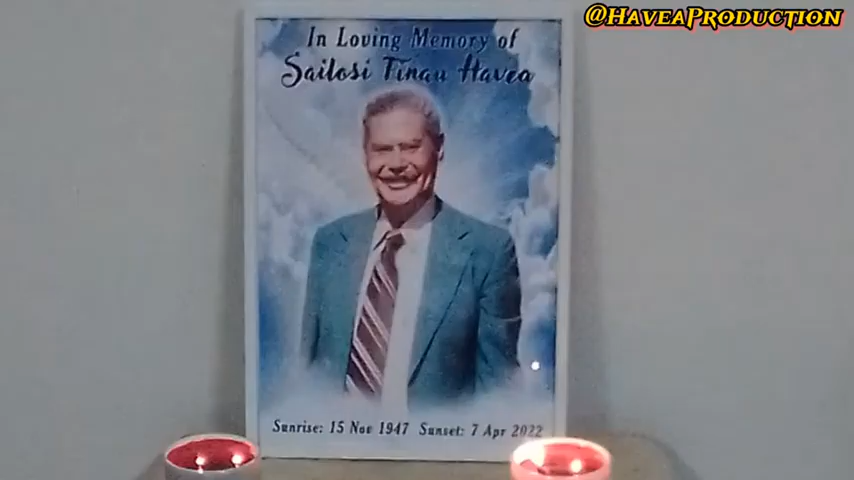 @HaveaProduction
In Loving Memory of
Sailosi Tinau Havea
Sunrise: 15 Nov 1947 Sunset: 7 Apr 2022